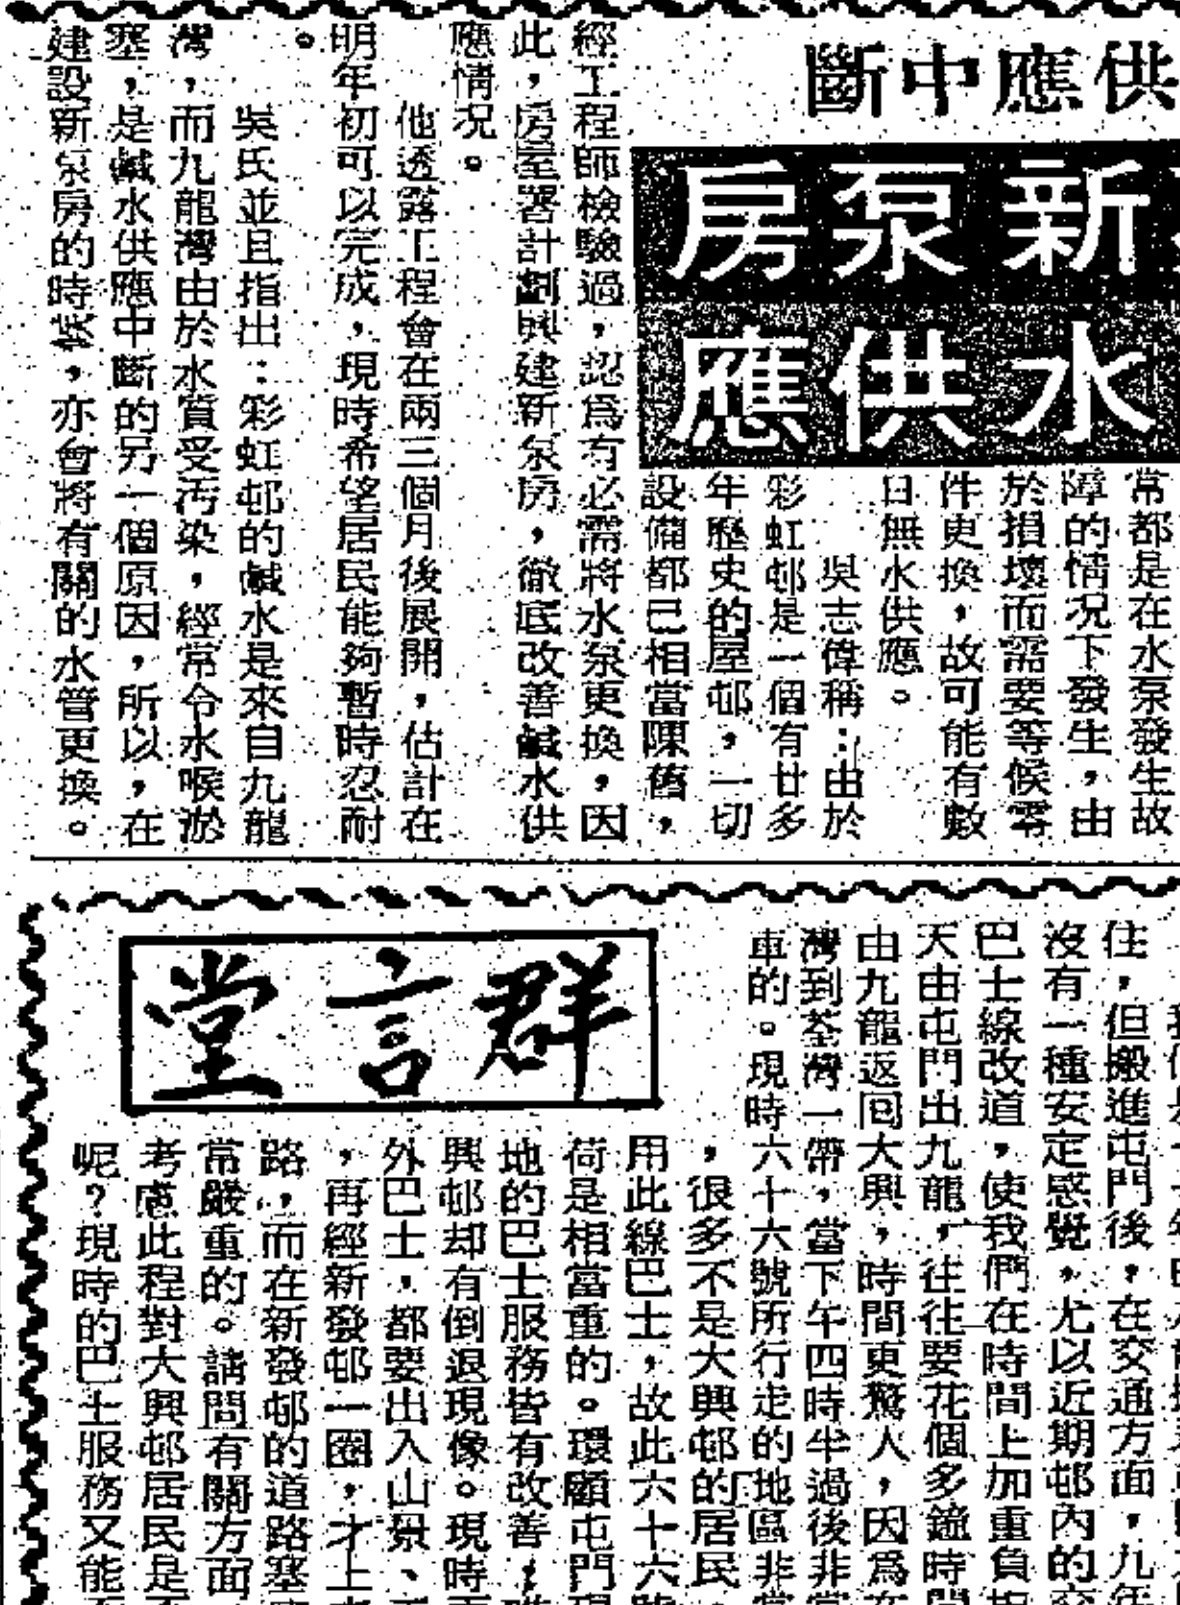 供應中斷
新泵房
水供應
常都是在水泵發生故
障的情況下發生，由
於損壞而需要等候零
件更換，故可能有數
日無水供應。
吳志偉稱：由於
彩虹邨是一個有廿多
年歷史的屋邨，一切
設備都已相當陳舊，
經工程師檢驗過，認爲有必需將水泵更換，因
此，房屋署計劃興建新泵房，徹底改善鹹水供
應情況。
他透露工程會在兩三個月後展開，估計在
明年初可以完成，現時希望居民能夠暫時忍耐
。
吳氏並且指出：彩虹邨的鹹水是來自九龍
灣，而九龍灣由於水質受污染，經常令水喉淤
塞，是鹹水供應中斷的另一個原因，所以，在
建設新泵房的時候，亦會將有關的水管更換。
群言堂
住，但搬進屯門後，在交通方面，九年
沒有一種安定感覺，尤以近期邨內的交
巴士線改道，使我們在時間上加重負担
天由屯門出九龍，往往要花個多鐘時間
由九龍返囘大興，時間更驚人，因爲在
灣到荃灣一帶，當下午四時半過後非常
車的。現時六十六號所行走的地區非常
，很多不是大興邨的居民，
用此線巴士，故此六十六號
荷是相當重的。環顧屯門現
地的巴士服務皆有改善，唯
興邨却有倒退現像。現時
外巴士，都要出入山景、
，再經新發邨一圈，才上
路，而在新發邨的道路塞
常嚴重的。請問有關方面
考慮此程對大興邨居民是
呢？現時的巴士服務又能